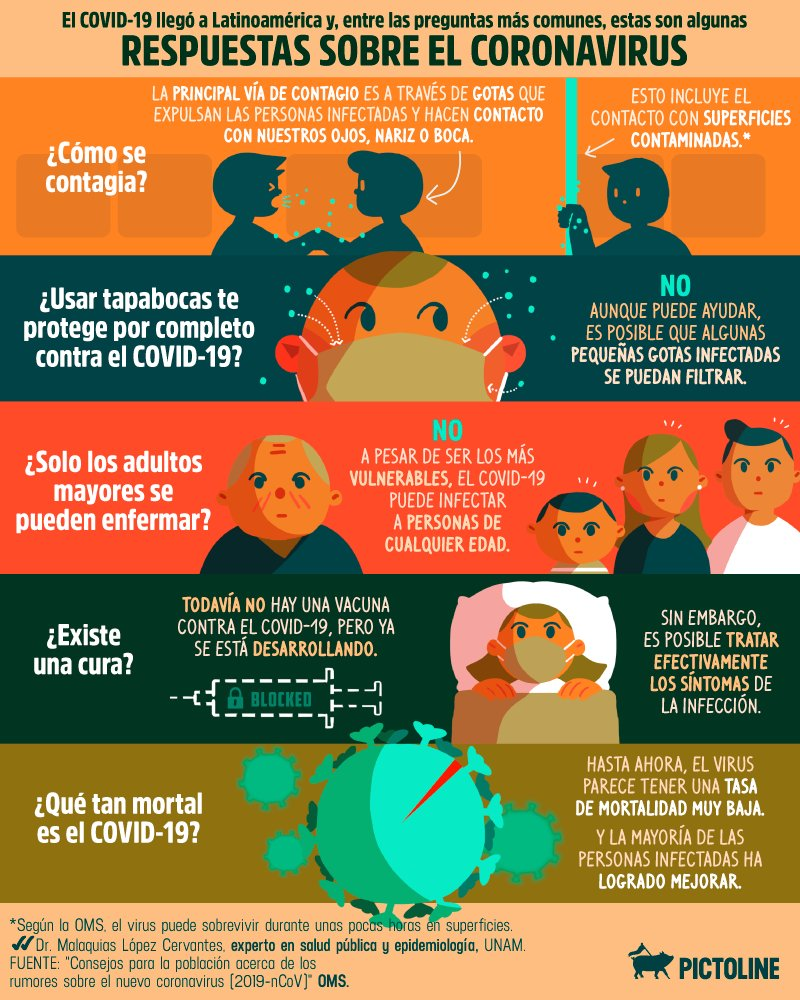 El COVID-19 llegó a Latinoamérica y, entre las preguntas más comunes, estas son algunas
RESPUESTAS SOBRE EL CORONAVIRUS
¿Cómo se
contagia?
LA PRINCIPAL VÍA DE CONTAGIO ES A TRAVÉS DE GOTAS QUE
EXPULSAN LAS PERSONAS INFECTADAS Y HACEN CONTACTO
CON NUESTROS OJOS, NARIZ O BOCA.
ESTO INCLUYE EL
CONTACTO CON SUPERFICIES
CONTAMINADAS.*
¿Usar tapabocas te
protege por completo
contra el COVID-19?
NO
AUNQUE PUEDE AYUDAR,
ES POSIBLE QUE ALGUNAS
PEQUEÑAS GOTAS INFECTADAS
SE PUEDAN FILTRAR.
¿Solo los adultos
mayores se
pueden enfermar?
NO
A PESAR DE SER LOS MÁS
VULNERABLES, EL COVID-19
PUEDE INFECTAR
A PERSONAS DE
CUALQUIER EDAD.
¿Existe
una cura?
TODAVÍA NO HAY UNA VACUNA
CONTRA EL COVID-19, PERO YA
SE ESTÁ DESARROLLANDO.
BLOCKED
SIN EMBARGO,
ES POSIBLE TRATAR
EFECTIVAMENTE
LOS SÍNTOMAS DE
LA INFECCIÓN.
¿Qué tan mortal
es el COVID-19?
HASTA AHORA, EL VIRUS
PARECE TENER UNA TASA
DE MORTALIDAD MUY BAJA.
Y LA MAYORÍA DE LAS
PERSONAS INFECTADAS HA
LOGRADO MEJORAR.
*Según la OMS, el virus puede sobrevivir durante unas pocas horas en superficies.
Dr. Malaquias López Cervantes, experto en salud pública y epidemiología, UNAM.
FUENTE: "Consejos para la población acerca de los
rumores sobre el nuevo coronavirus [2019-nCoV]" OMS.
PICTOLINE